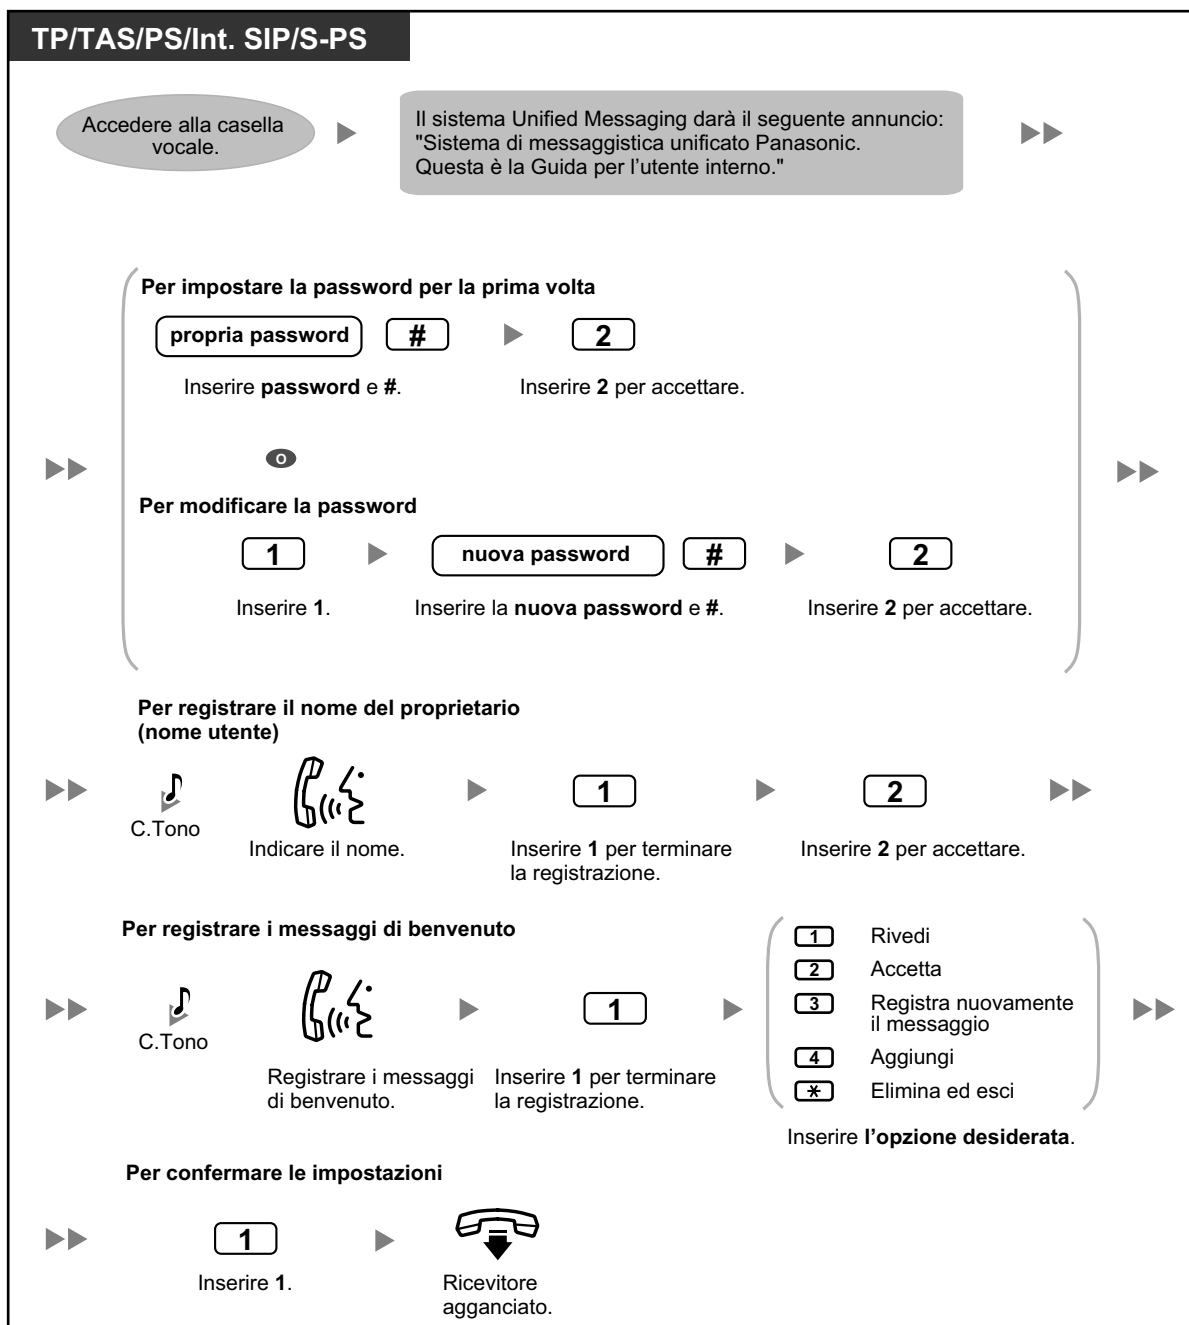 TP/TAS/PS/Int. SIP/S-PS
Accedere alla casella
vocale.
Il sistema Unified Messaging darà il seguente annuncio:
"Sistema di messaggistica unificato Panasonic.
Questa è la Guida per l'utente interno."
Per impostare la password per la prima volta
propria password # 2
Inserire password e #. Inserire 2 per accettare.
O
Per modificare la password
1 nuova password # 2
Inserire 1. Inserire la nuova password e #. Inserire 2 per accettare.
Per registrare il nome del proprietario
(nome utente)
1 2
C.Tono
Indicare il nome. Inserire 1 per terminare
la registrazione.
Inserire 2 per accettare.
Per registrare i messaggi di benvenuto
C.Tono
Registrare i messaggi
di benvenuto.
1
Inserire 1 per terminare
la registrazione.
1 Rivedi
2 Accetta
3 Registra nuovamente
il messaggio
4 Aggiungi
* Elimina ed esci
Inserire l'opzione desiderata.
Per confermare le impostazioni
1
Inserire 1.
Ricevitore
agganciato.